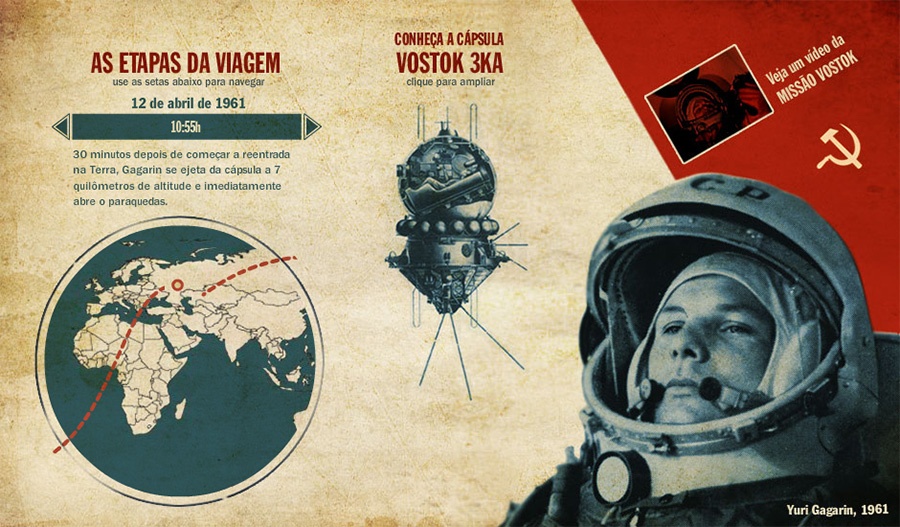 AS ETAPAS DA VIAGEM
use as setas abaixo para navegar
12 de abril de 1961
10:55h
30 minutos depois de começar a reentrada
na Terra, Gagarin se ejeta da cápsula a 7
quilômetros de altitude e imediatamente
abre o paraquedas.
CONHEÇA A CÁPSULA
VOSTOK 3KA
clique para ampliar
Veja um vídeo da
MISSÃO VOSTOK
СР
Yuri Gagarin, 1961